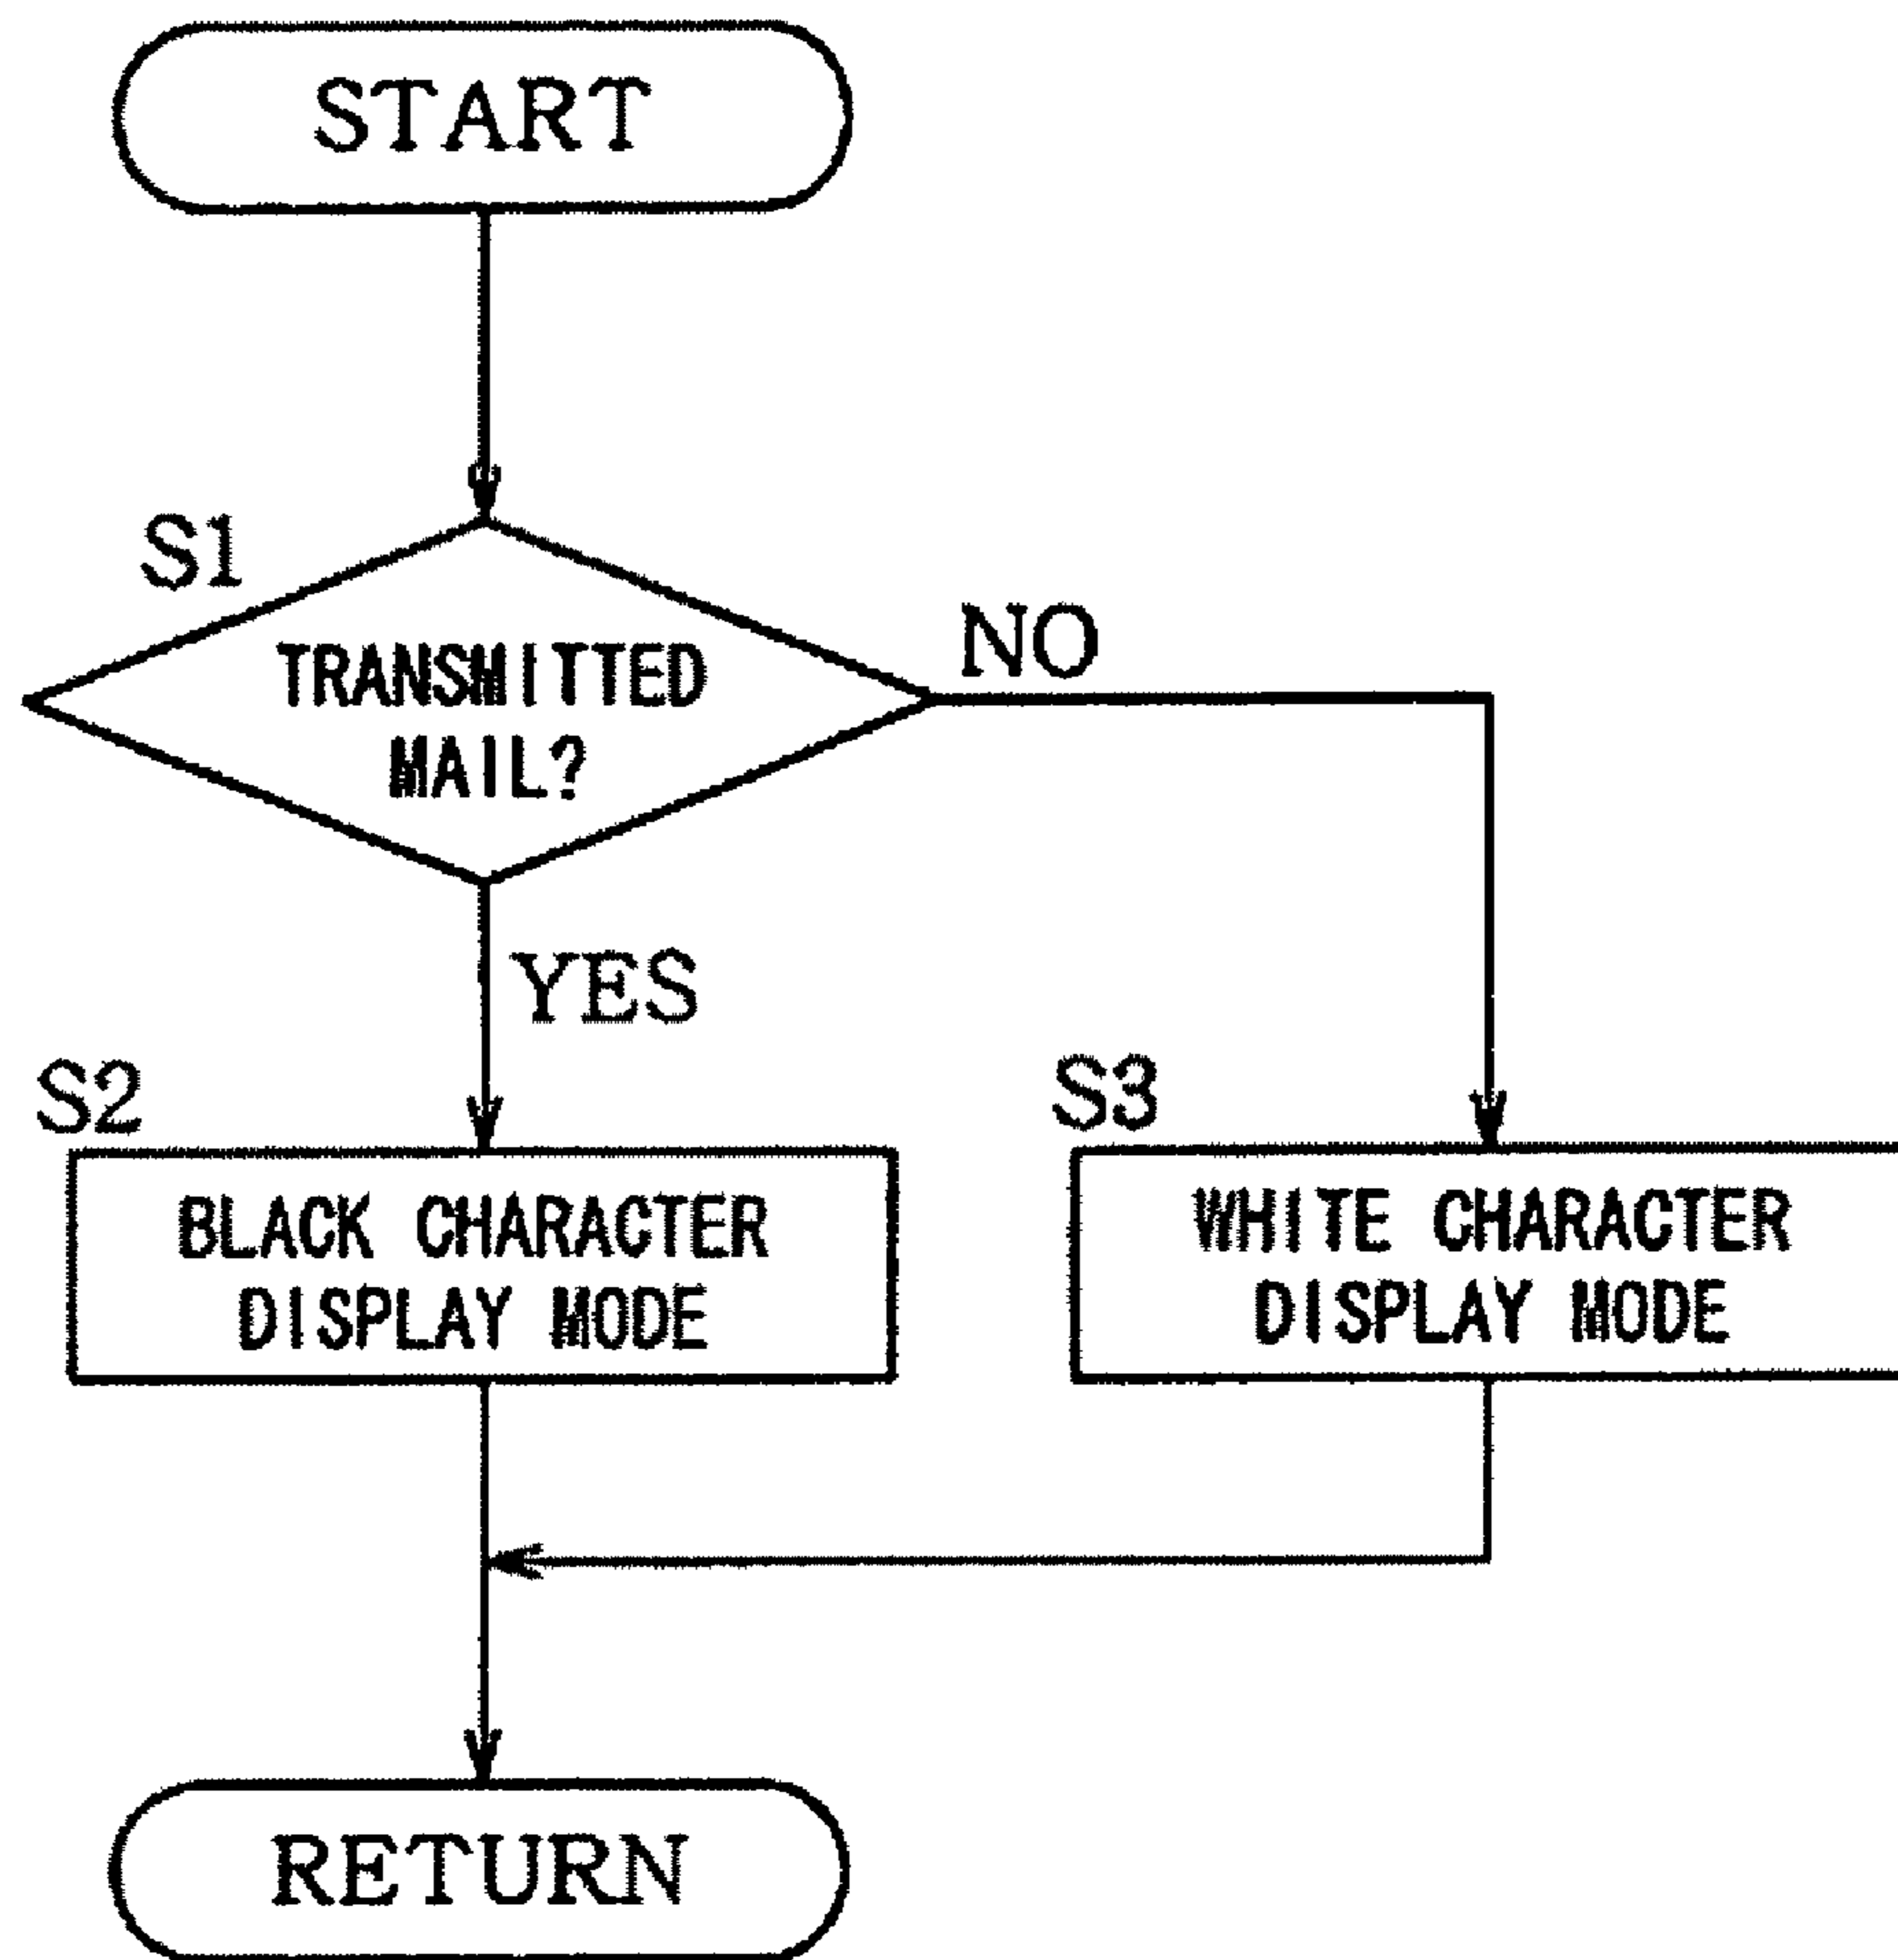 START
S1
TRANSMITTED
MAIL?
NO
YES
S2
BLACK CHARACTER
DISPLAY MODE
S3
WHITE CHARACTER
DISPLAY MODE
RETURN